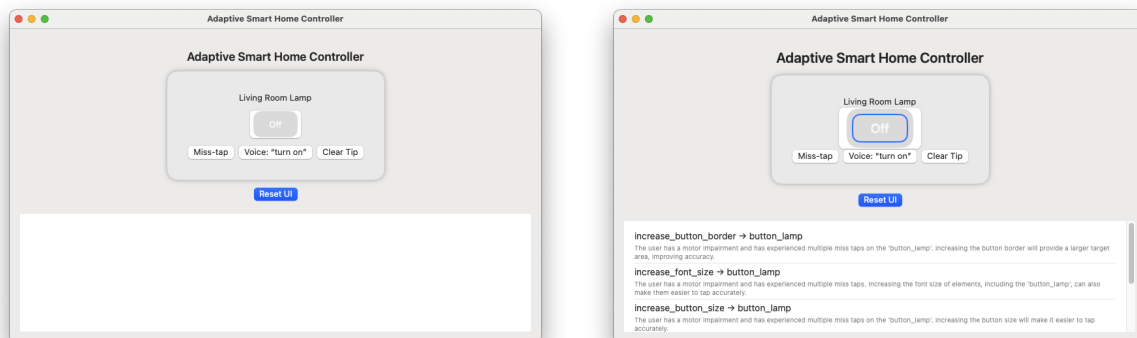 Adaptive Smart Home Controller
Adaptive Smart Home Controller
Living Room Lamp
Off
Miss-tap Voice: "turn on" Clear Tip
Reset UI
Adaptive Smart Home Controller
Adaptive Smart Home Controller
Living Room Lamp
Off
Miss-tap Voice: "turn on" Clear Tip
Reset UI
increase_button_border → button_lamp
The user has a motor impairment and has experienced multiple miss taps on the 'button_lamp'. Increasing the button border will provide a larger target
area, improving accuracy.
increase_font_size → button_lamp
The user has a motor impairment and has experienced multiple miss taps. Increasing the font size of elements, including the 'button_lamp', can also
make them easier to tap accurately.
increase_button_size → button_lamp
The user has a motor impairment and has experienced multiple miss taps on the 'button_lamp'. Increasing the button size will make it easier to tap
accurately.